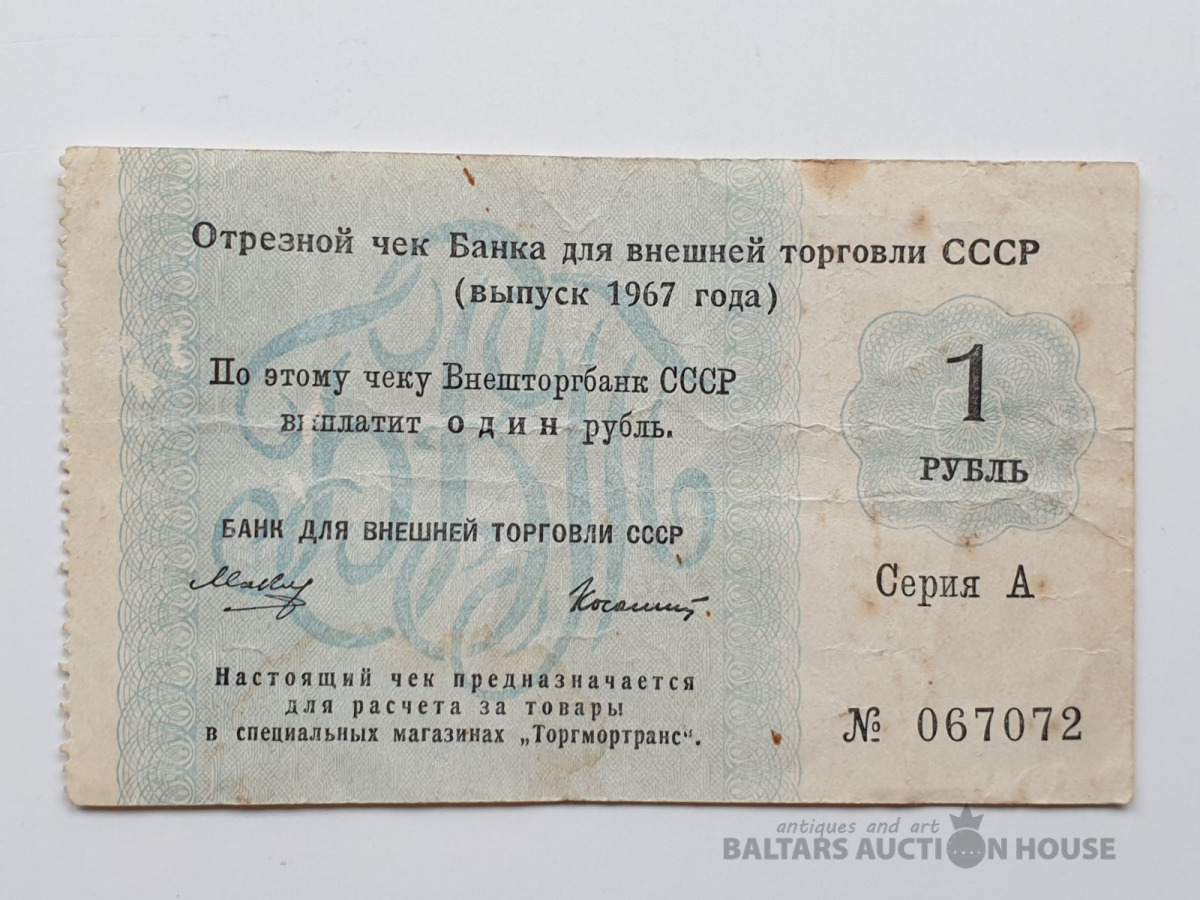 Отрезной чек Банка для внешней торговли СССР
(выпуск 1967 года)
По этому чеку Внешторгбанк СССР
выплатит один рубль.
1
РУБЛЬ
БАНК ДЛЯ ВНЕШНЕЙ ТОРГОВЛИ СССР
Серия А
Настоящий чек предназначается
для расчета за товары
в специальных магазинах „Торгмортранс“.
№ 067072
antiques and art
BALTARS AUCTION HOUSE